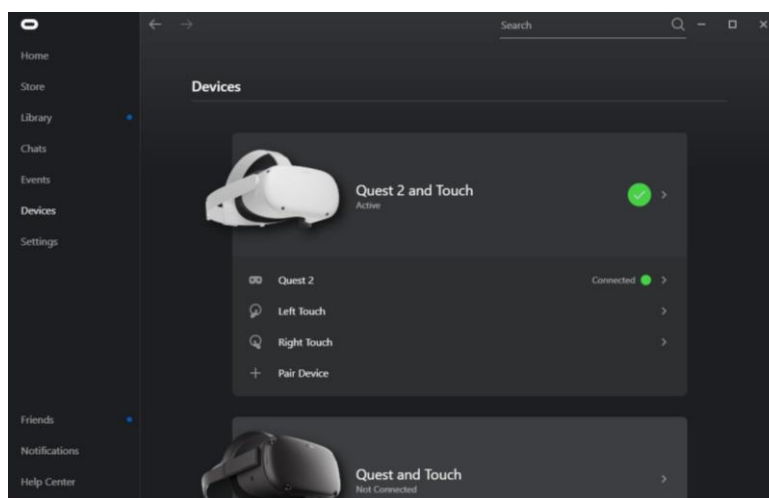 Search
Home
Store
Library
Chats
Events
Devices
Settings
Friends
Notifications
Help Center
Devices
Quest 2 and Touch
Active
Quest 2
Connected
Left Touch
Right Touch
Pair Device
Quest and Touch
Not Connected